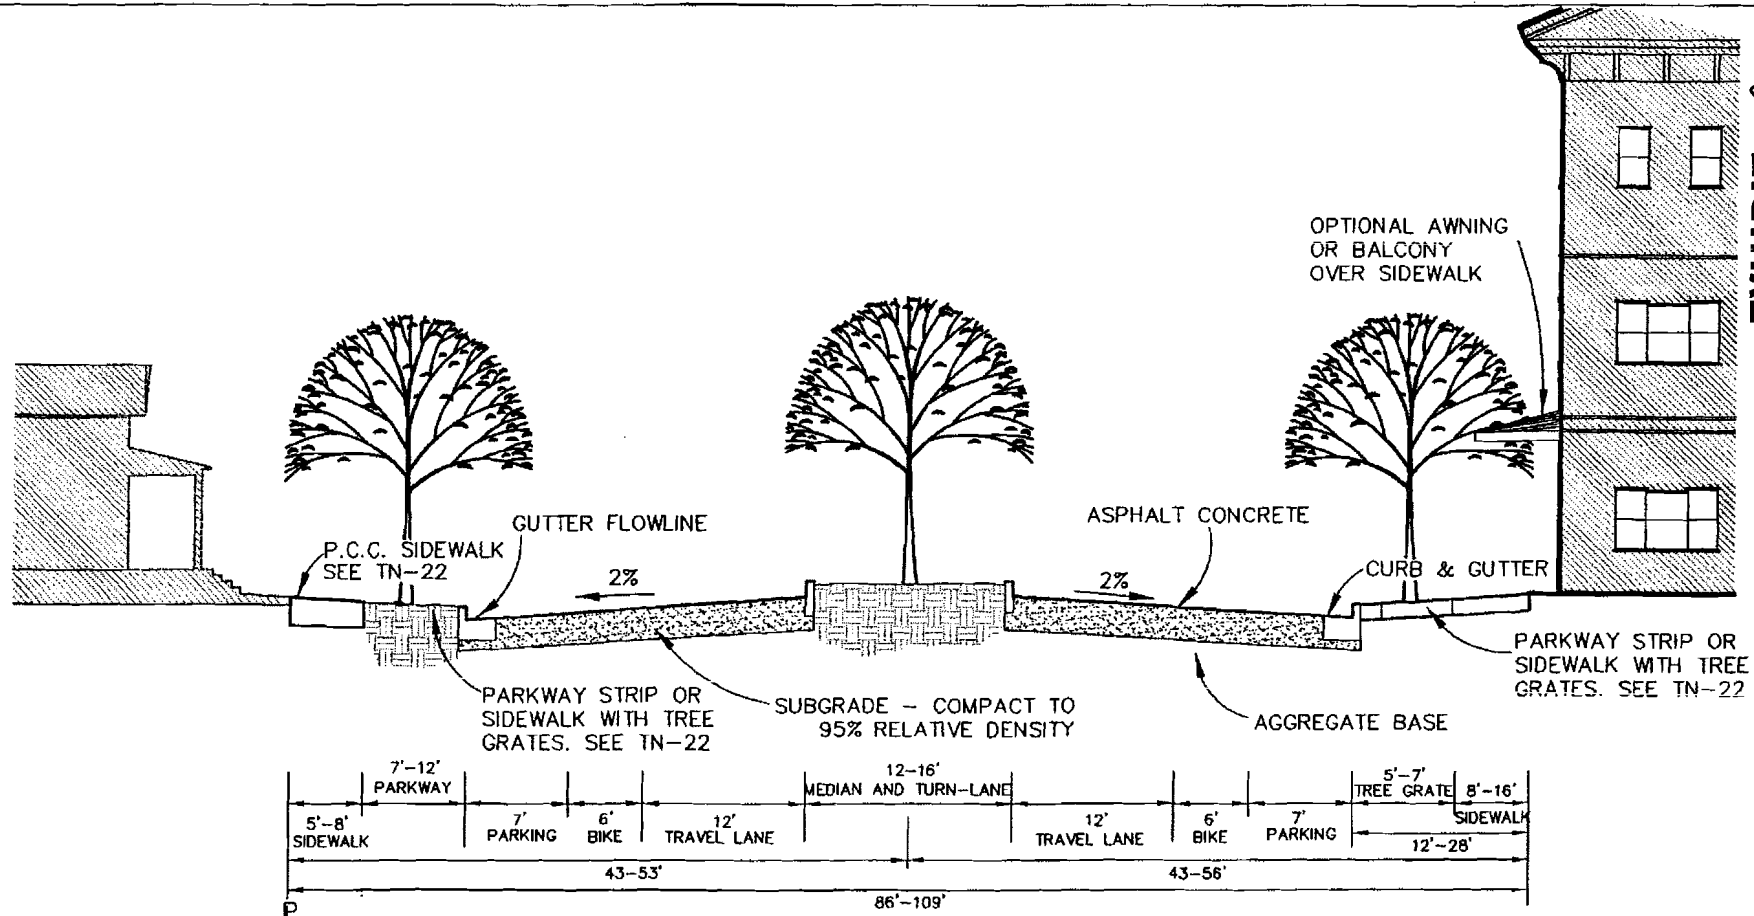 OPTIONAL AWNING
OR BALCONY
OVER SIDEWALK
GUTTER FLOWLINE
ASPHALT CONCRETE
P.C.C. SIDEWALK
SEE TN-22
2%
2%
CURB & GUTTER
PARKWAY STRIP OR
SIDEWALK WITH TREE
GRATES. SEE TN-22
SUBGRADE - COMPACT TO
95% RELATIVE DENSITY
AGGREGATE BASE
PARKWAY STRIP OR
SIDEWALK WITH TREE
GRATES. SEE TN-22
7'-12'
PARKWAY
12-16'
MEDIAN AND TURN-LANE
5'-7'
TREE GRATE
8'-16'
SIDEWALK
5'-8'
SIDEWALK
7'
PARKING
6'
BIKE
12'
TRAVEL LANE
12'
TRAVEL LANE
6'
BIKE
7'
PARKING
12'-28'
43-53'
43-56'
86'-109'